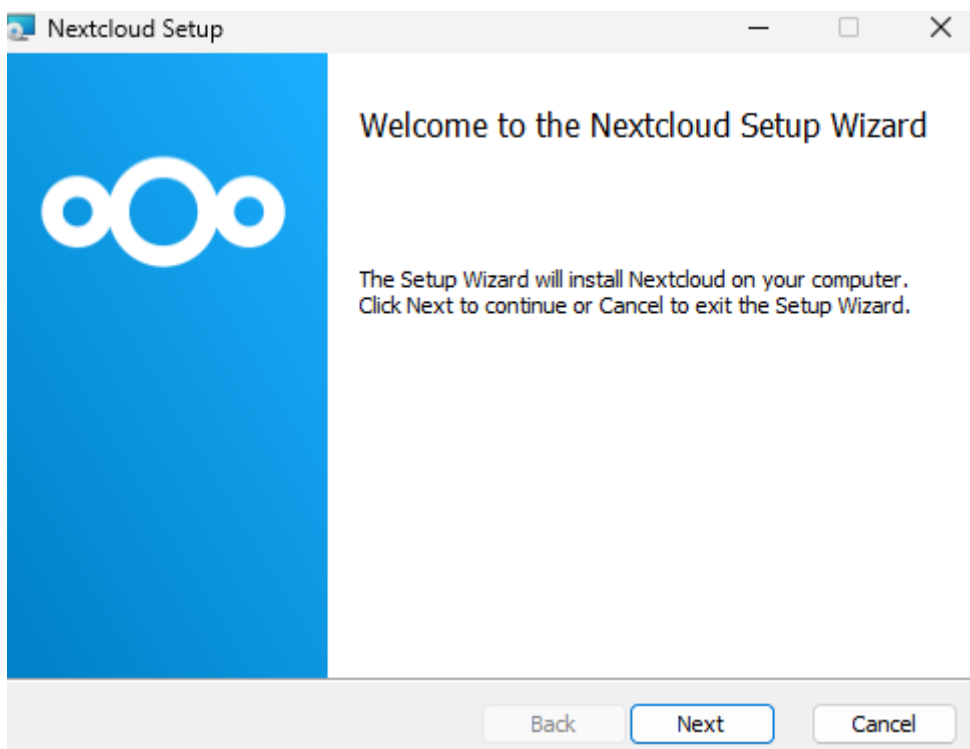 Nextcloud Setup
Welcome to the Nextcloud Setup Wizard
The Setup Wizard will install Nextcloud on your computer.
Click Next to continue or Cancel to exit the Setup Wizard.
Back Next Cancel